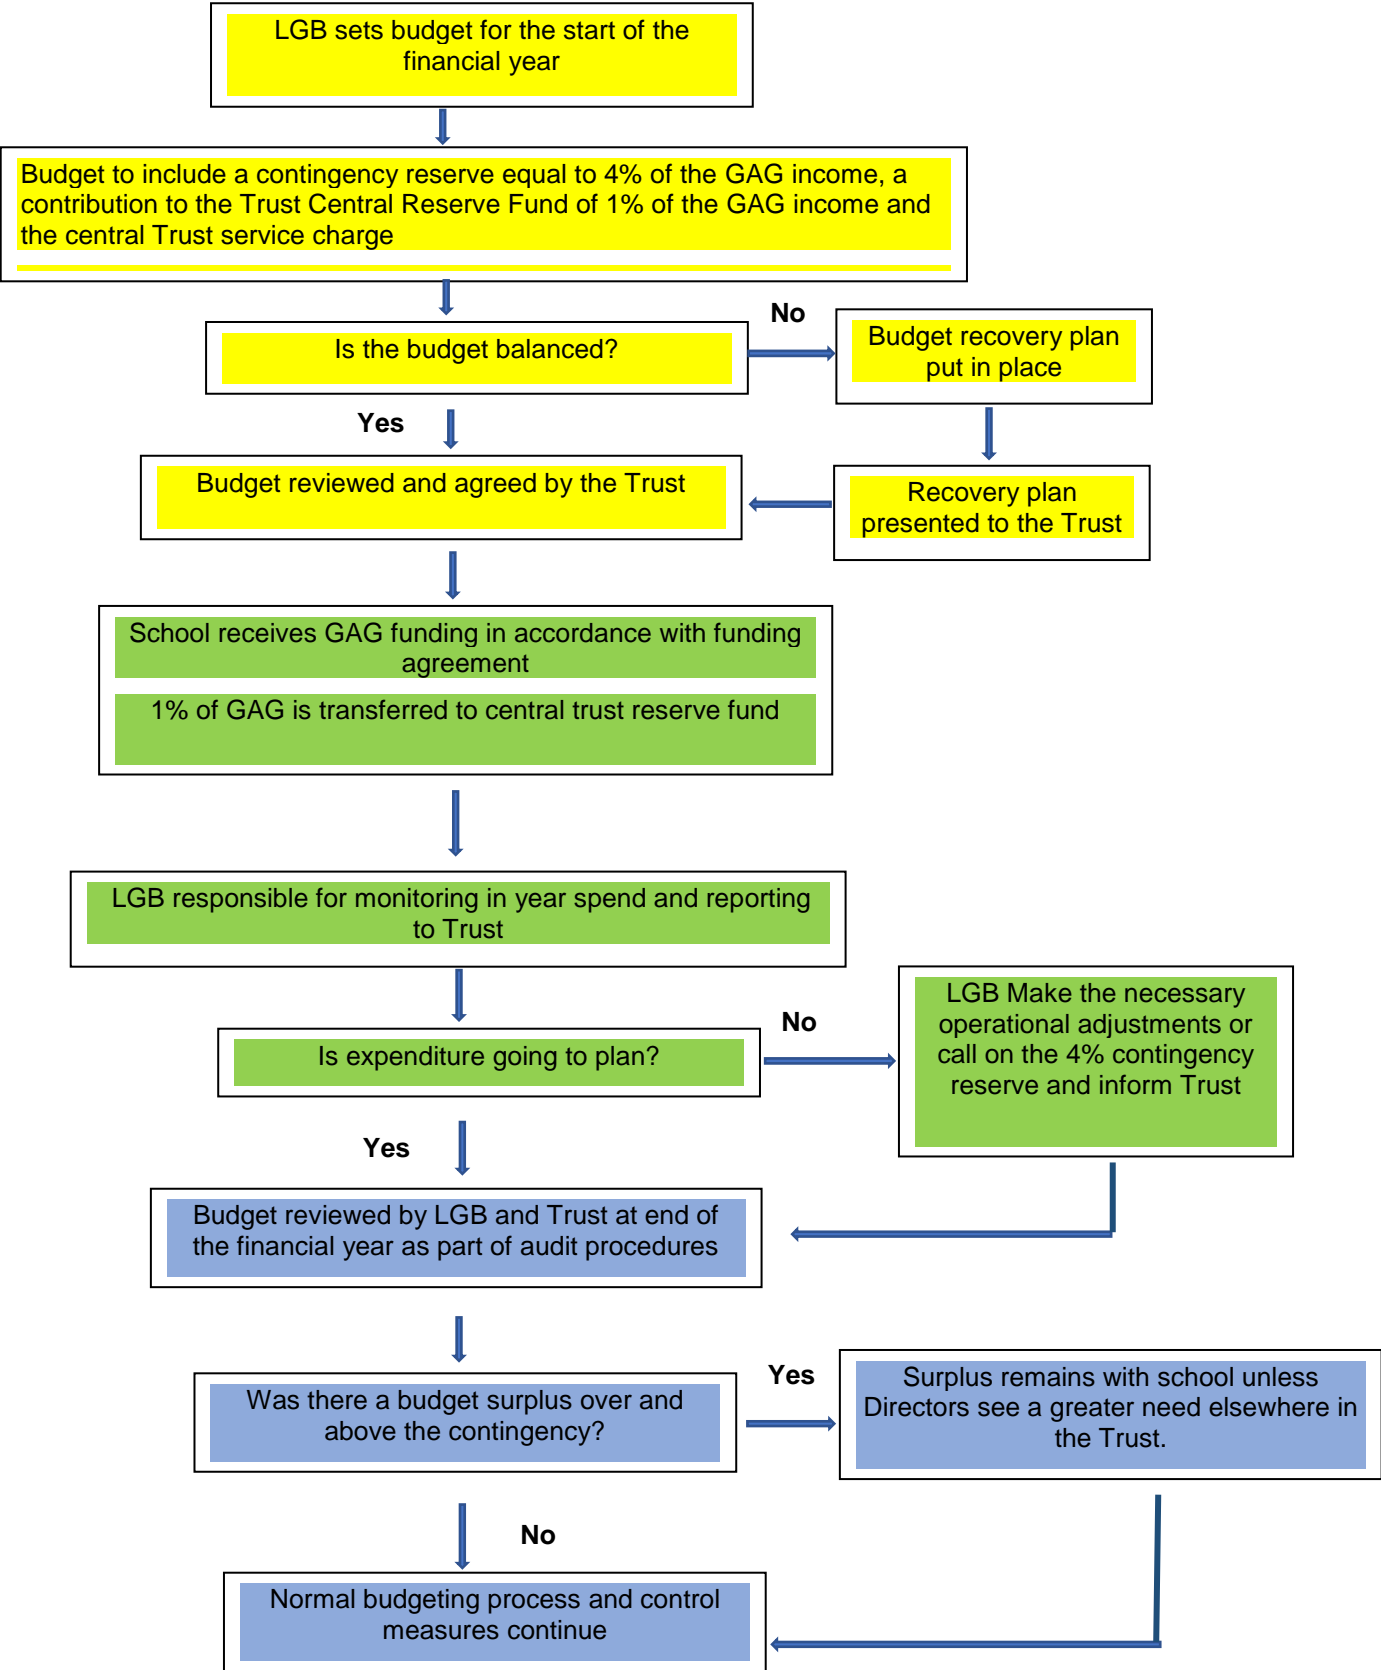 LGB sets budget for the start of the
financial year
Budget to include a contingency reserve equal to 4% of the GAG income, a
contribution to the Trust Central Reserve Fund of 1% of the GAG income and
the central Trust service charge
No
Is the budget balanced?
Budget recovery plan
put in place
Yes
Budget reviewed and agreed by the Trust
Recovery plan
presented to the Trust
School receives GAG funding in accordance with funding
agreement
1% of GAG is transferred to central trust reserve fund
LGB responsible for monitoring in year spend and reporting
to Trust
No
Is expenditure going to plan?
LGB Make the necessary
operational adjustments or
call on the 4% contingency
reserve and inform Trust
Yes
Budget reviewed by LGB and Trust at end of
the financial year as part of audit procedures
Was there a budget surplus over and
above the contingency?
Yes
Surplus remains with school unless
Directors see a greater need elsewhere in
the Trust.
No
Normal budgeting process and control
measures continue